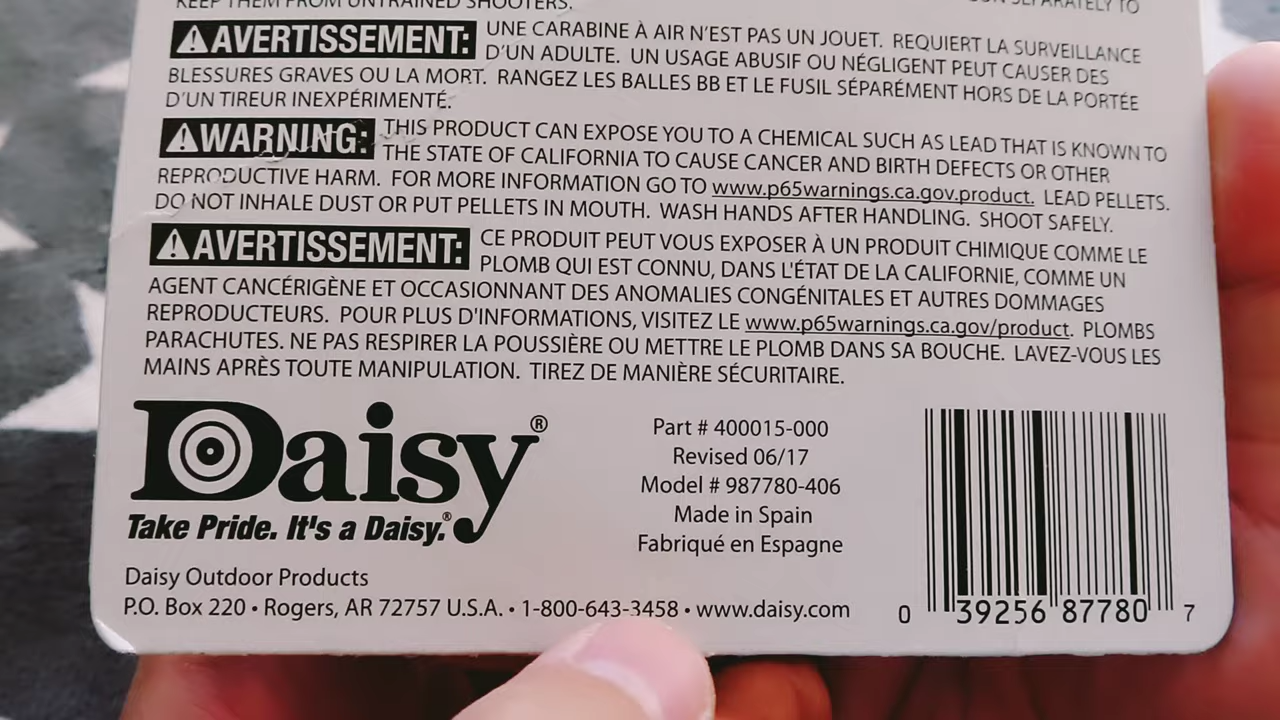 KEEP THEM FROM UNTRAINED SHOOTERS. SEPARATELY TO
AVERTISSEMENT: UNE CARABINE À AIR N'EST PAS UN JOUET. REQUIERT LA SURVEILLANCE
D'UN ADULTE. UN USAGE ABUSIF OU NÉGLIGENT PEUT CAUSER DES
BLESSURES GRAVES OU LA MORT. RANGEZ LES BALLES BB ET LE FUSIL SÉPARÉMENT HORS DE LA PORTÉE
D'UN TIREUR INEXPÉRIMENTÉ.
WARNING: THIS PRODUCT CAN EXPOSE YOU TO A CHEMICAL SUCH AS LEAD THAT IS KNOWN TO
THE STATE OF CALIFORNIA TO CAUSE CANCER AND BIRTH DEFECTS OR OTHER
REPRODUCTIVE HARM. FOR MORE INFORMATION GO TO www.p65warnings.ca.gov.product. LEAD PELLETS.
DO NOT INHALE DUST OR PUT PELLETS IN MOUTH. WASH HANDS AFTER HANDLING. SHOOT SAFELY.
AVERTISSEMENT: CE PRODUIT PEUT VOUS EXPOSER À UN PRODUIT CHIMIQUE COMME LE
PLOMB QUI EST CONNU, DANS L'ÉTAT DE LA CALIFORNIE, COMME UN
AGENT CANCÉRIGÈNE ET OCCASIONNANT DES ANOMALIES CONGÉNITALES ET AUTRES DOMMAGES
REPRODUCTEURS. POUR PLUS D'INFORMATIONS, VISITEZ LE www.p65warnings.ca.gov/product. PLOMBS
PARACHUTES. NE PAS RESPIRER LA POUSSIÈRE OU METTRE LE PLOMB DANS SA BOUCHE. LAVEZ-VOUS LES
MAINS APRÈS TOUTE MANIPULATION. TIREZ DE MANIÈRE SÉCURITAIRE.
Daisy®
Take Pride. It's a Daisy.®
Part # 400015-000
Revised 06/17
Model # 987780-406
Made in Spain
Fabriqué en Espagne
Daisy Outdoor Products
P.O. Box 220 • Rogers, AR 72757 U.S.A. • 1-800-643-3458 • www.daisy.com
0 39256 87780 7